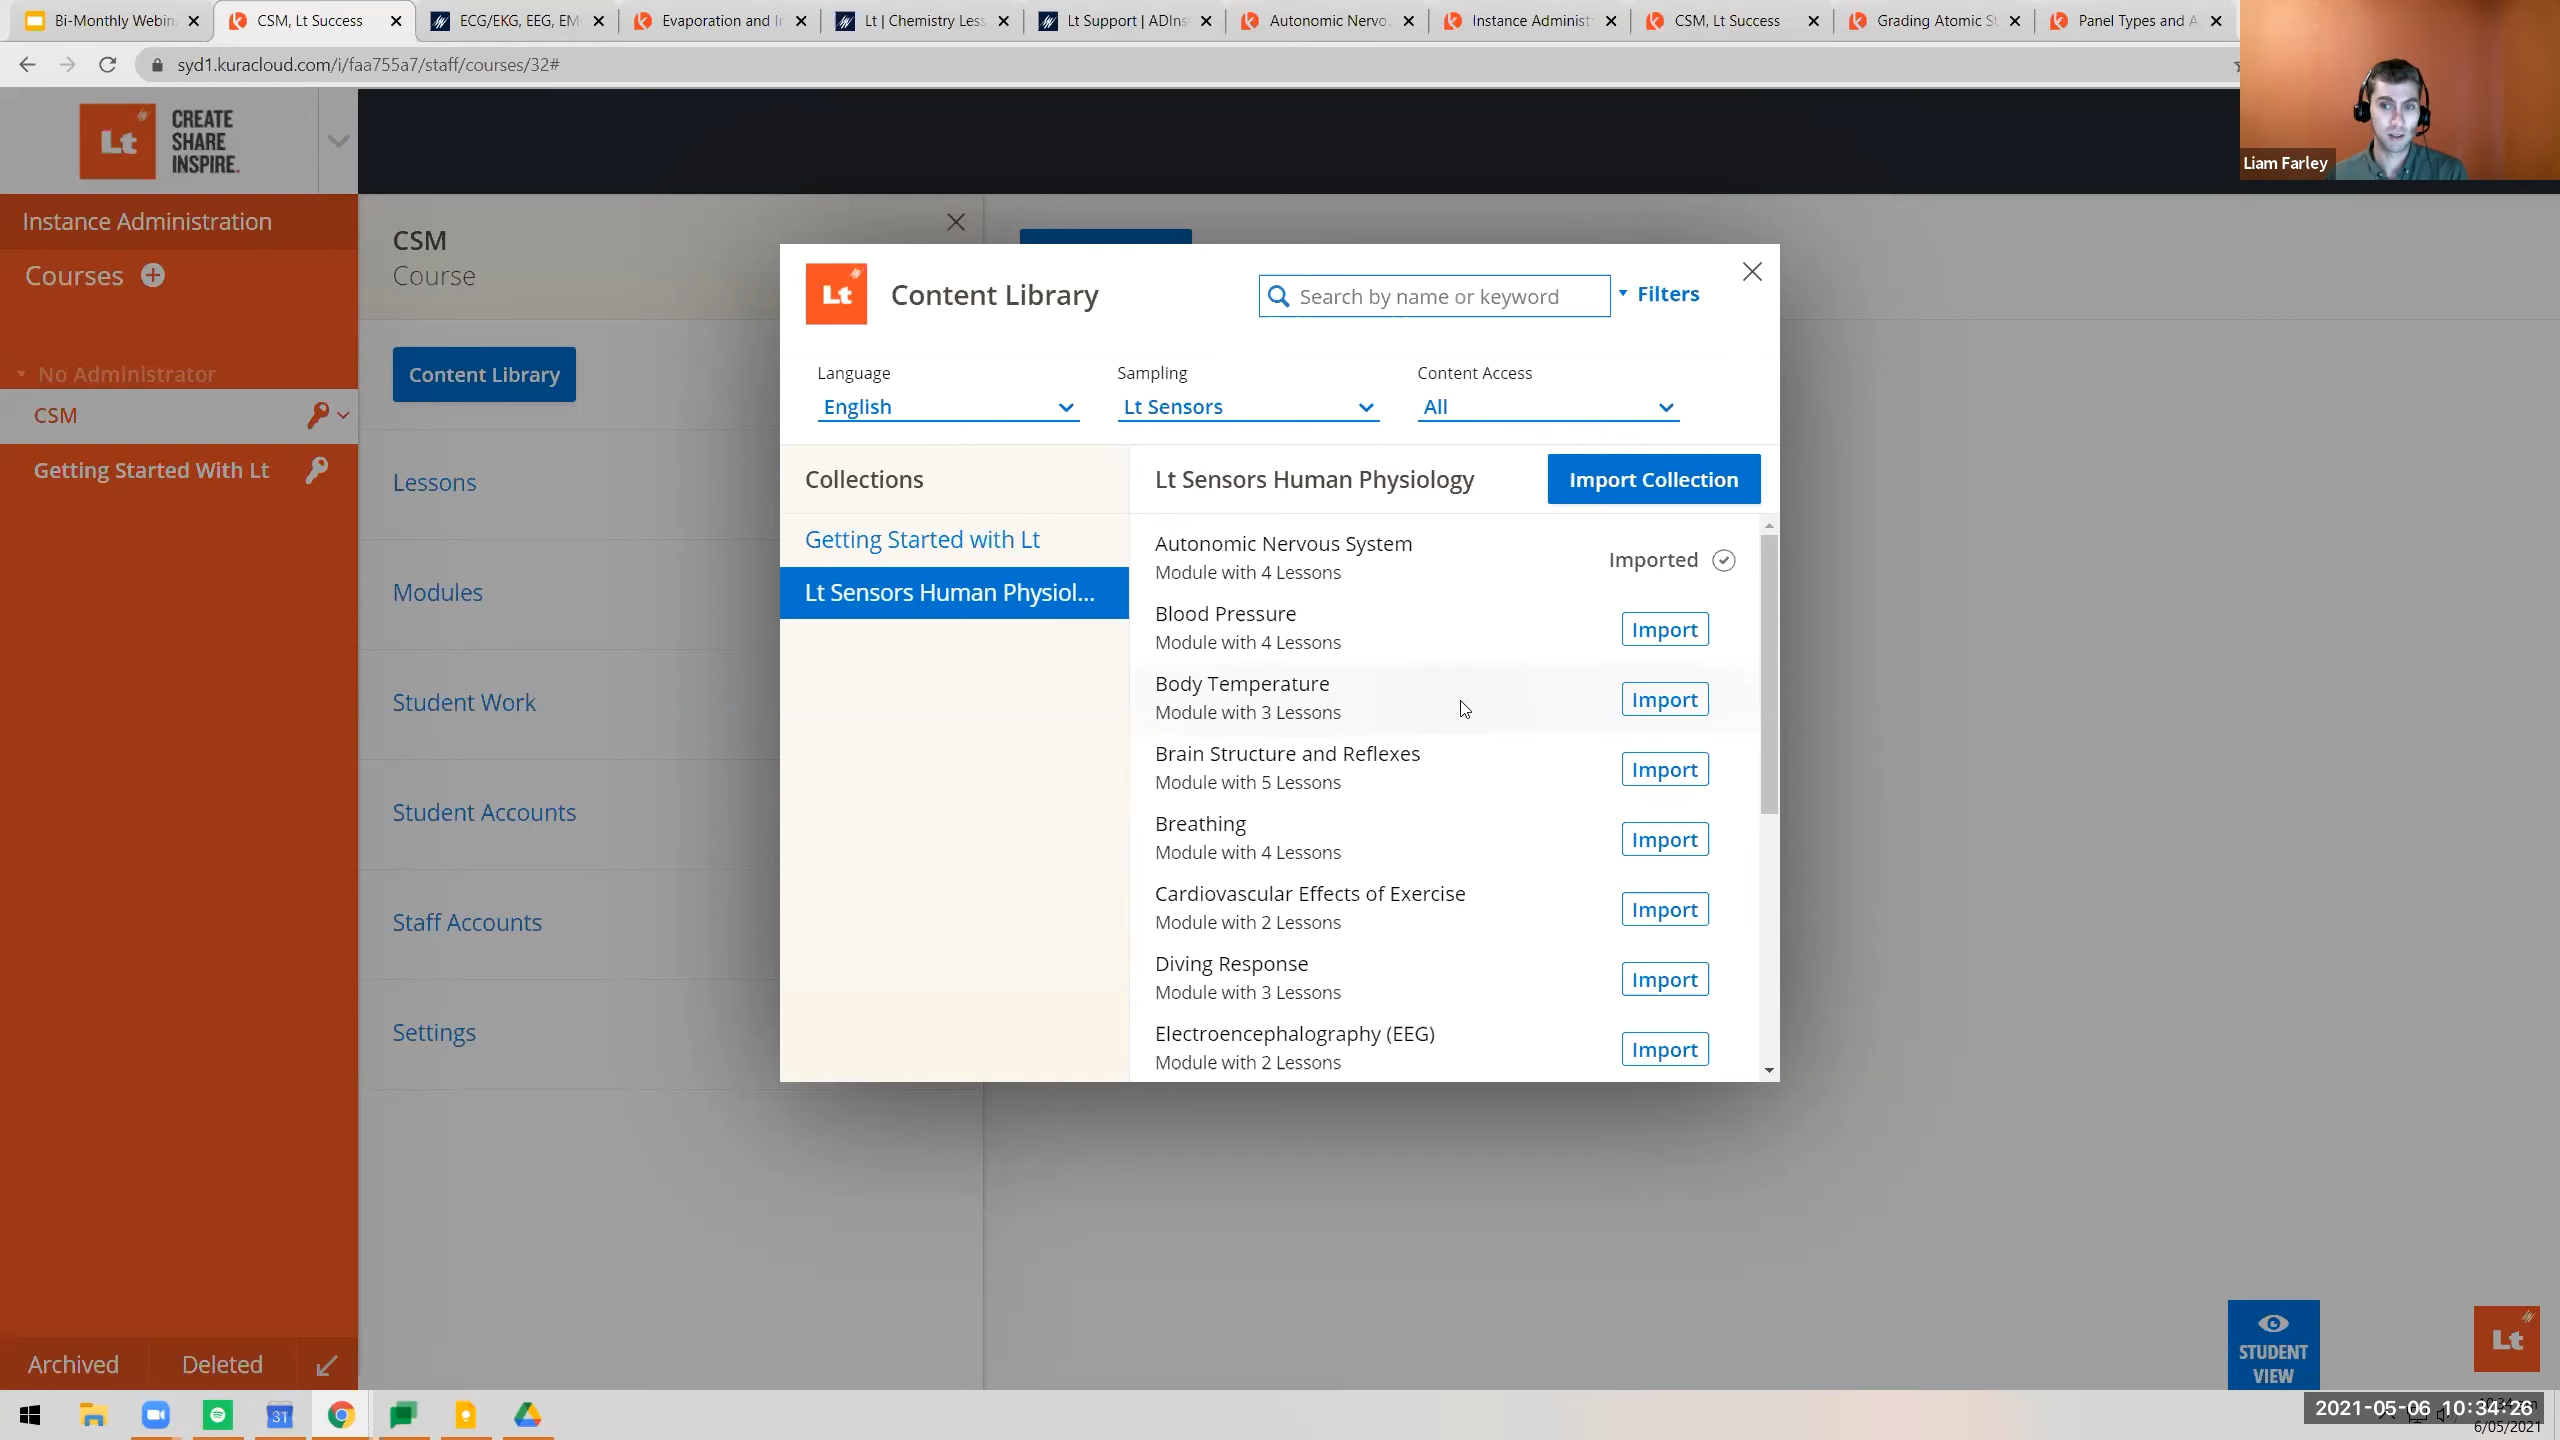 Bi-Monthly Webin
CSM, Lt Success
ECG/EKG, EEG, EM
Evaporation and I
Lt | Chemistry Les
Lt Support | ADIns
Autonomic Nervo
Instance Administ
CSM, Lt Success
Grading Atomic S
Panel Types and A
syd1.kuracloud.com/i/faa755a7/staff/courses/32#
Liam Farley
Lt
CREATE
SHARE
INSPIRE.
Instance Administration
Courses
No Administrator
CSM
Getting Started With Lt
Archived
Deleted
CSM
Course
Content Library
Lessons
Modules
Student Work
Student Accounts
Staff Accounts
Settings
Lt
Content Library
Search by name or keyword
Filters
Language
Sampling
Content Access
English
Lt Sensors
All
Collections
Getting Started with Lt
Lt Sensors Human Physiol...
Lt Sensors Human Physiology
Import Collection
Autonomic Nervous System
Module with 4 Lessons
Imported
Blood Pressure
Module with 4 Lessons
Import
Body Temperature
Module with 3 Lessons
Import
Brain Structure and Reflexes
Module with 5 Lessons
Import
Breathing
Module with 4 Lessons
Import
Cardiovascular Effects of Exercise
Module with 2 Lessons
Import
Diving Response
Module with 3 Lessons
Import
Electroencephalography (EEG)
Module with 2 Lessons
Import
STUDENT
VIEW
Lt
31
2021-05-06 10:34:26
6/05/2021